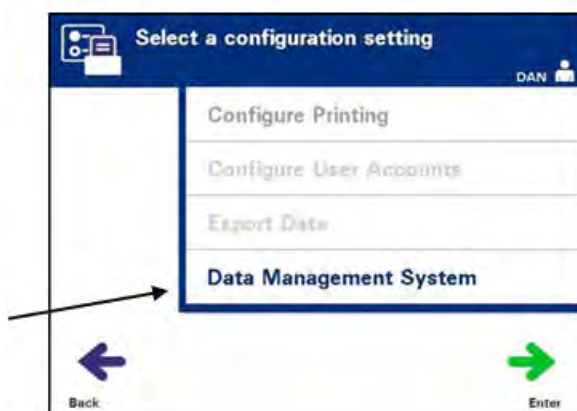 Select a configuration setting
DAN
Configure Printing
Configure User Accounts
Export Data
Data Management System
Back
Enter